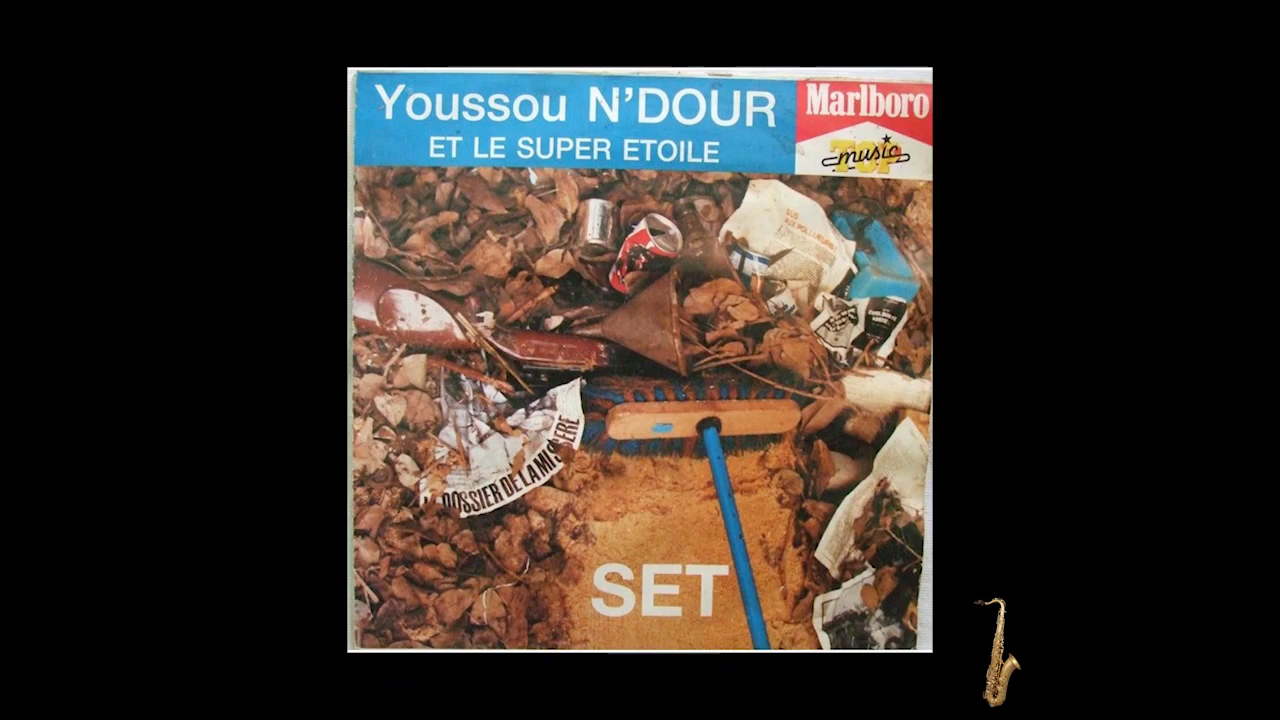 Youssou N'DOUR
ET LE SUPER ETOILE
Marlboro
TOP
music
DOSSIER DE LA MISERE
SET